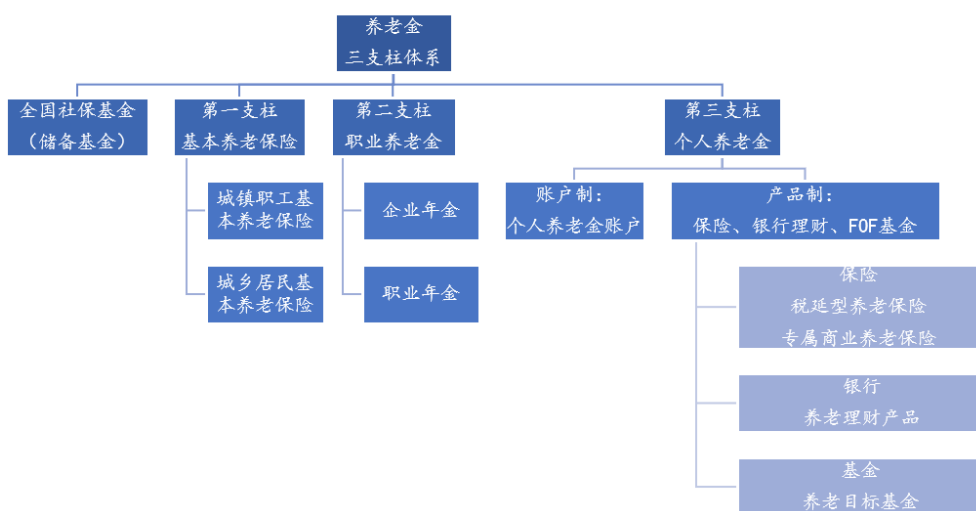 养老金
三支柱体系
全国社保基金
（储备基金）
第一支柱
基本养老保险
第二支柱
职业养老金
第三支柱
个人养老金
城镇职工基
本养老保险
城乡居民基
本养老保险
企业年金
职业年金
账户制：
个人养老金账户
产品制：
保险、银行理财、FOF基金
保险
税延型养老保险
专属商业养老保险
银行
养老理财产品
基金
养老目标基金